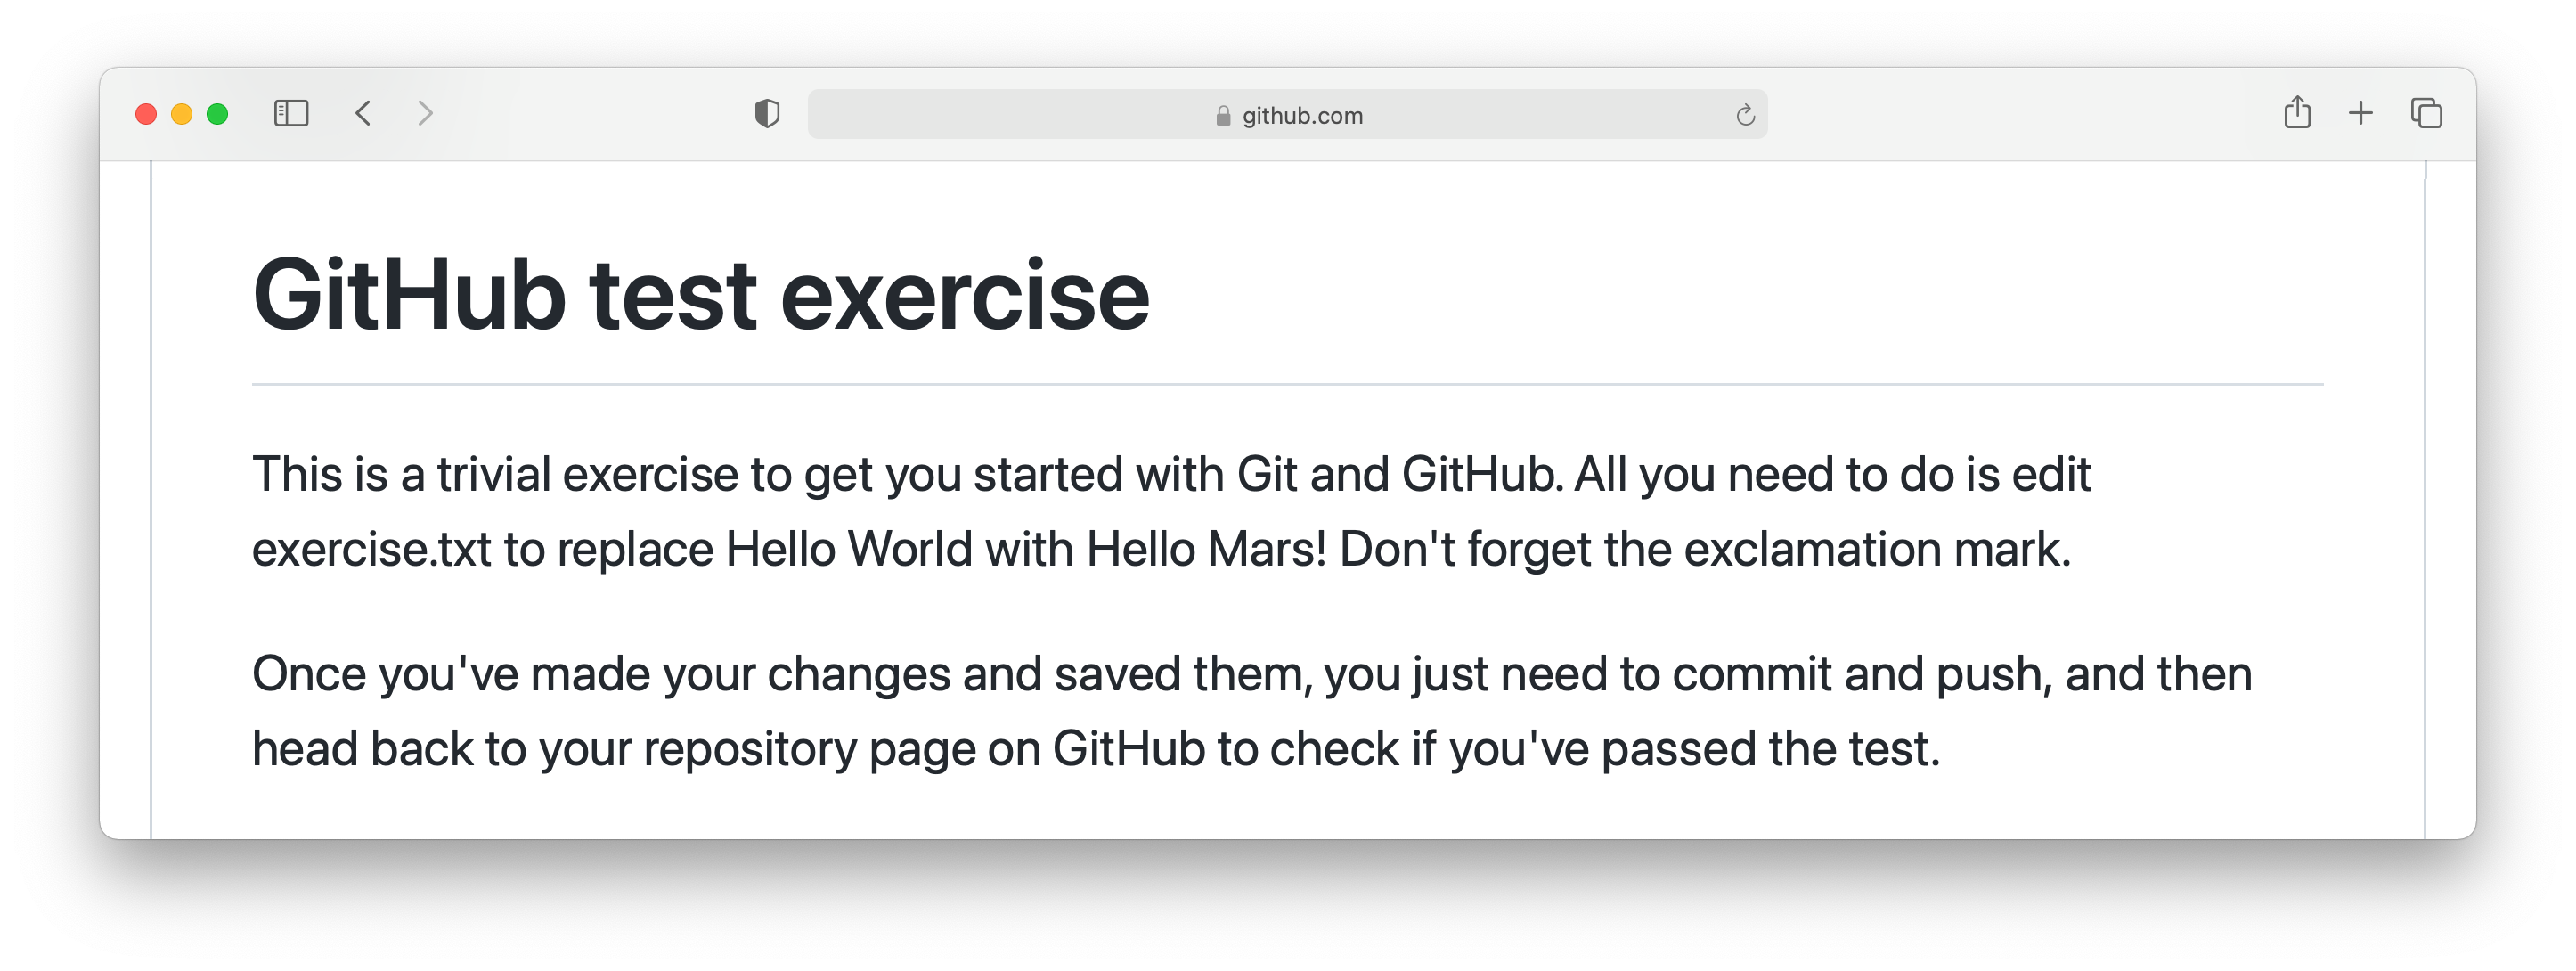 github.com
GitHub test exercise
This is a trivial exercise to get you started with Git and GitHub. All you need to do is edit
exercise.txt to replace Hello World with Hello Mars! Don't forget the exclamation mark.
Once you've made your changes and saved them, you just need to commit and push, and then
head back to your repository page on GitHub to check if you've passed the test.